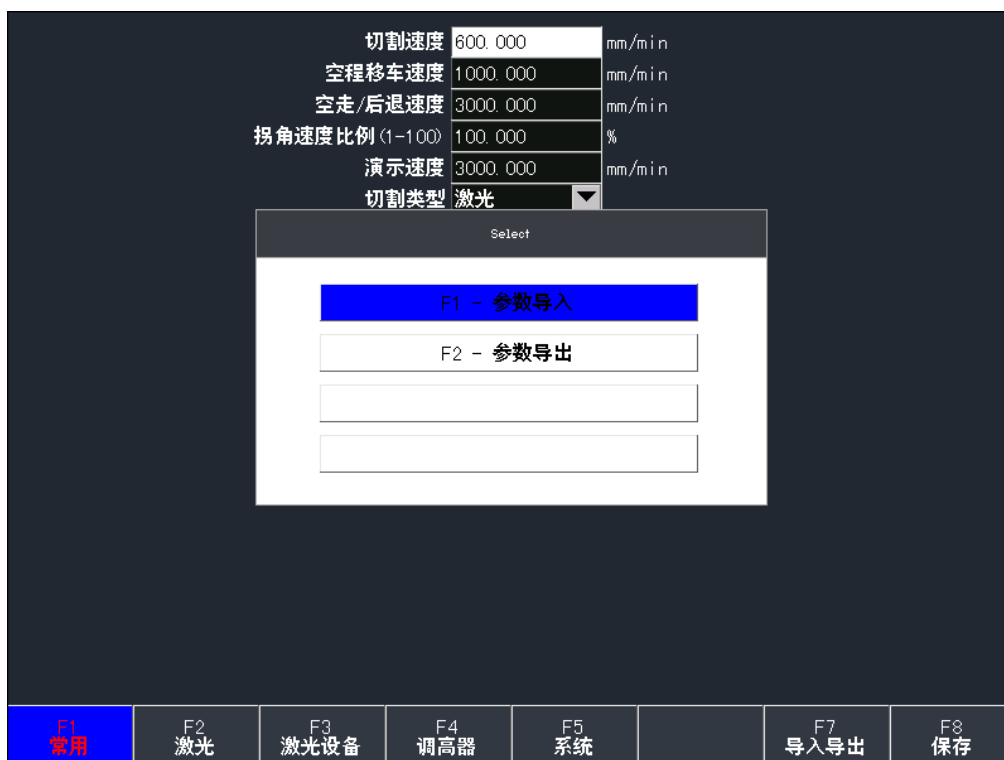 切割速度 600.000 mm/min
空程移车速度 1000.000 mm/min
空走/后退速度 3000.000 mm/min
拐角速度比例(1-100) 100.000 %
演示速度 3000.000 mm/min
切割类型 激光
Select
F1 - 参数导入
F2 - 参数导出
F1 F2 F3 F4 F5 F7 F8
常用 激光 激光设备 调高器 系统 导入导出 保存